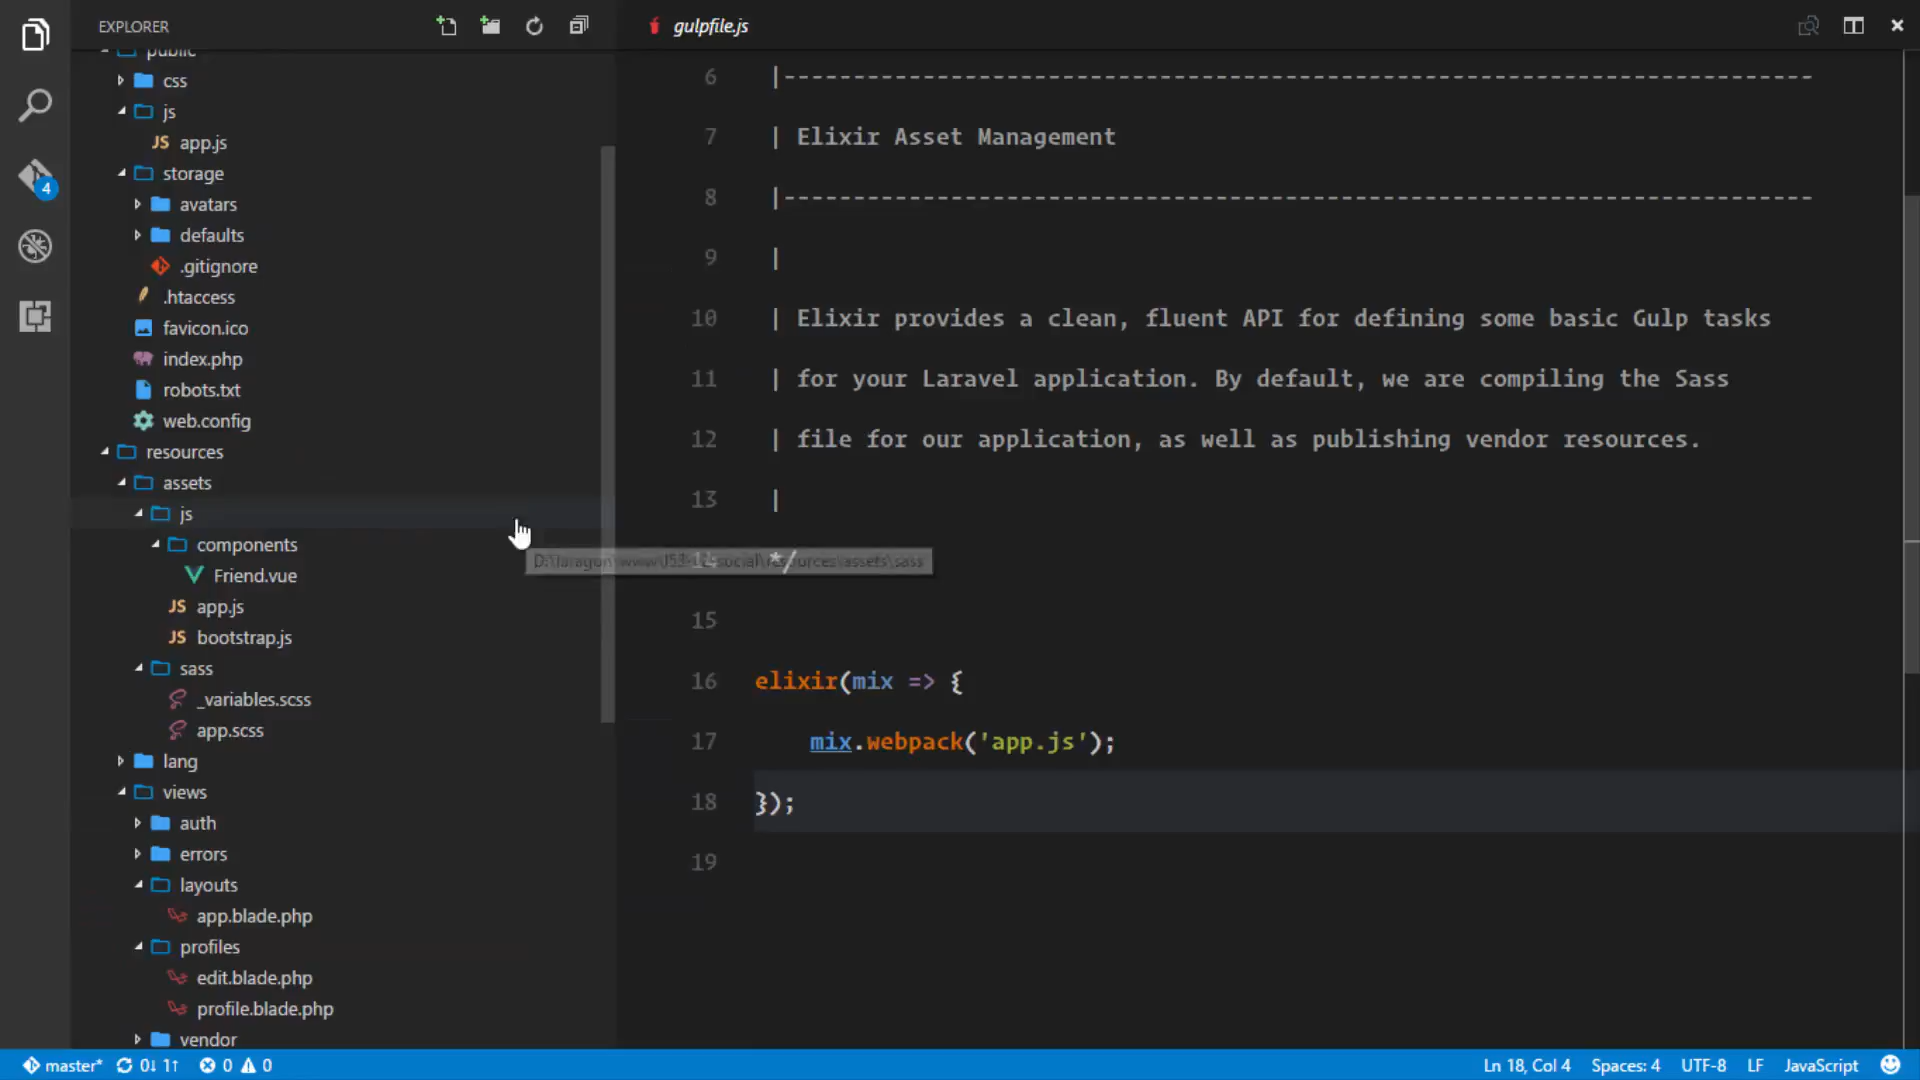 EXPLORER
public
css
js
JS app.js
storage
avatars
defaults
.gitignore
.htaccess
favicon.ico
index.php
robots.txt
web.config
resources
assets
js
components
Friend.vue
JS app.js
JS bootstrap.js
sass
_variables.scss
app.scss
lang
views
auth
errors
layouts
app.blade.php
profiles
edit.blade.php
profile.blade.php
vendor
4
gulpfile.js
6 |--------------------------------------------------------------------------
7 | Elixir Asset Management
8 |--------------------------------------------------------------------------
9 |
10 | Elixir provides a clean, fluent API for defining some basic Gulp tasks
11 | for your Laravel application. By default, we are compiling the Sass
12 | file for our application, as well as publishing vendor resources.
13 |
14 */
15
16 elixir(mix => {
17 mix.webpack('app.js');
18 });
19
master* 0↓ 1↑ 0 0
Ln 18, Col 4 Spaces: 4 UTF-8 LF JavaScript